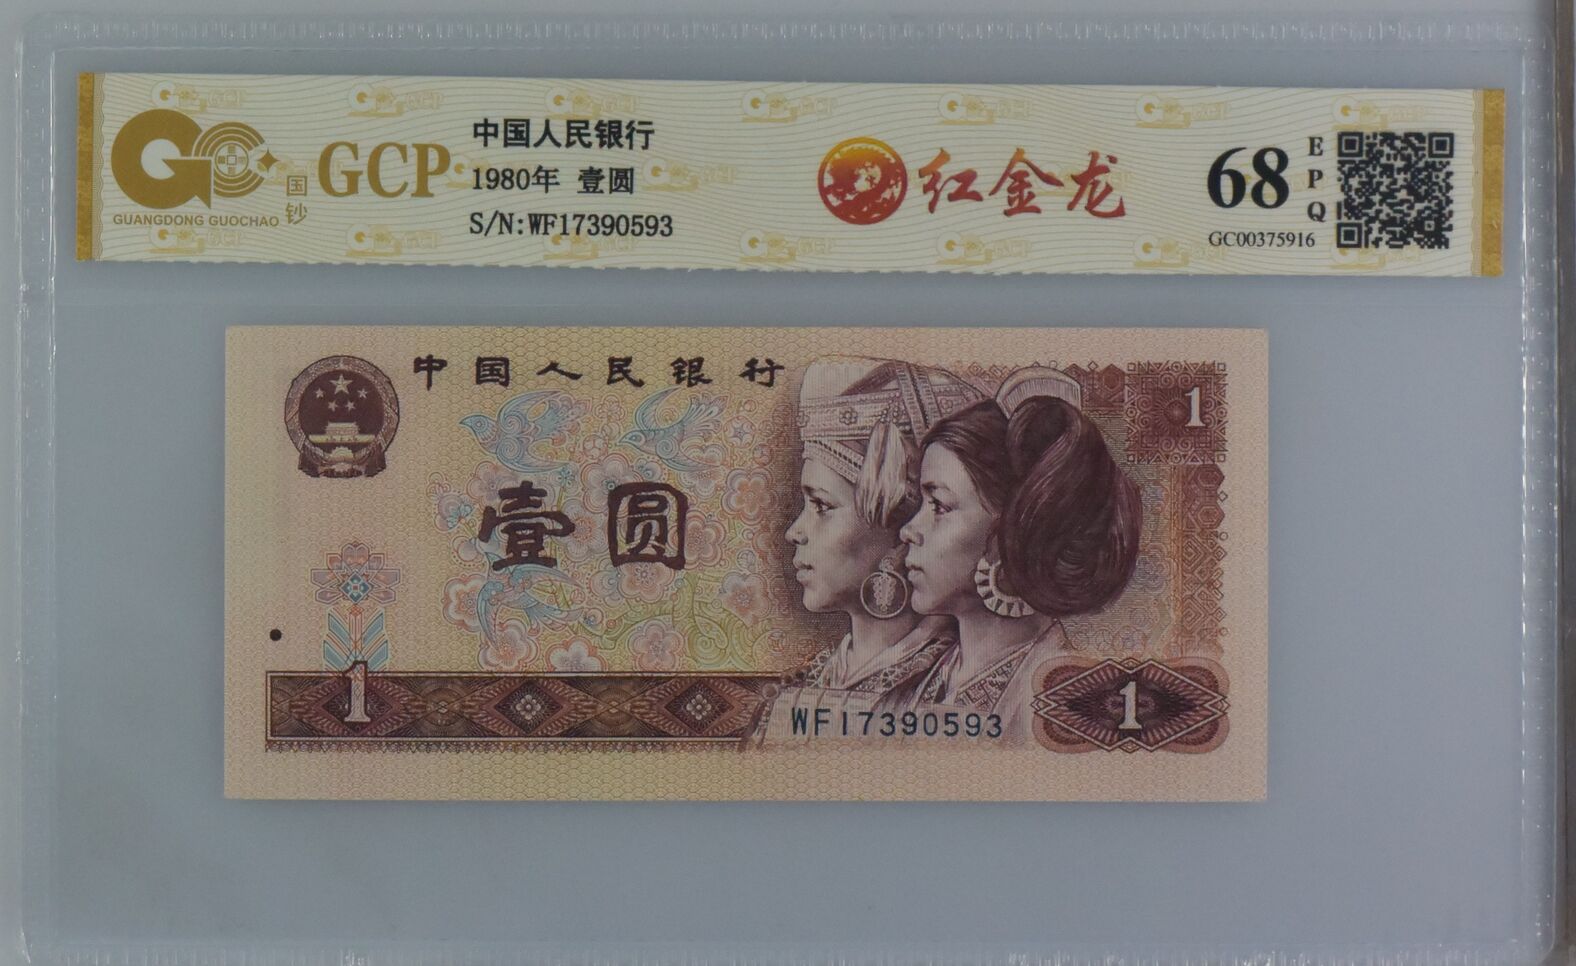 GUANGDONG GUOCHAO
国钞
GCP
中国人民银行
1980年 壹圆
S/N:WF17390593
红金龙
68
EPQ
GC00375916
中国人民银行
1
壹圆
1
WF17390593
1